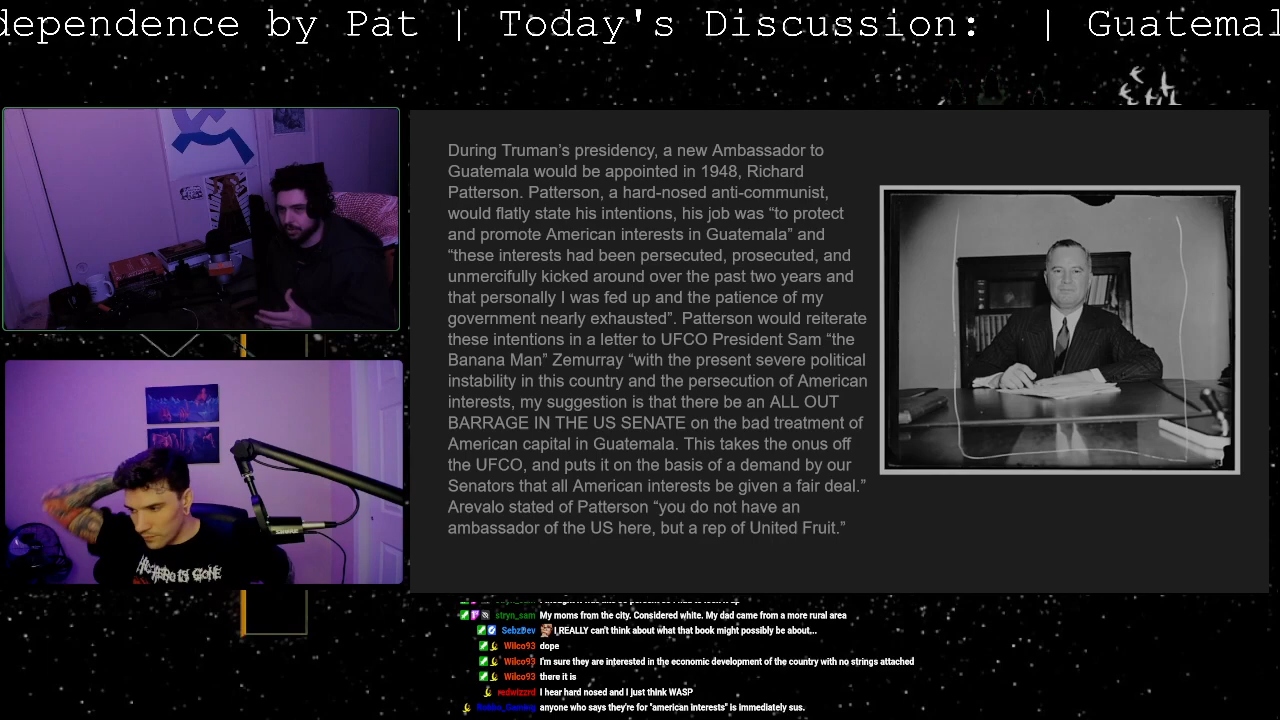 dependence by Pat | Today's Discussion:  | Guatemal
During Truman's presidency, a new Ambassador to
Guatemala would be appointed in 1948, Richard
Patterson. Patterson, a hard-nosed anti-communist,
would flatly state his intentions, his job was “to protect
and promote American interests in Guatemala” and
“these interests had been persecuted, prosecuted, and
unmercifully kicked around over the past two years and
that personally I was fed up and the patience of my
government nearly exhausted”. Patterson would reiterate
these intentions in a letter to UFCO President Sam “the
Banana Man” Zemurray “with the present severe political
instability in this country and the persecution of American
interests, my suggestion is that there be an ALL OUT
BARRAGE IN THE US SENATE on the bad treatment of
American capital in Guatemala. This takes the onus off
the UFCO, and puts it on the basis of a demand by our
Senators that all American interests be given a fair deal.”
Arevalo stated of Patterson “you do not have an
ambassador of the US here, but a rep of United Fruit.”
stryn_sam My moms from the city. Considered white. My dad came from a more rural area
SebzDev I REALLY can't think about what that book might possibly be about...
Wilco93 dope
Wilco93 I'm sure they are interested in the economic development of the country with no strings attached
Wilco93 there it is
redwizzrd I hear hard nosed and I just think WASP
anyone who says they're for "american interests" is immediately sus.